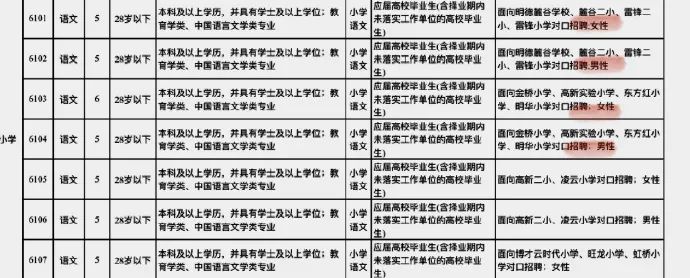 6101 语文 5 28岁以下 本科及以上学历，并具有学士及以上学位；教 小学 应届高校毕业生(含择业期内 面向明德麓谷学校、麓谷二小、雷锋二
育学类、中国语言文学类专业 语文 未落实工作单位的高校毕业 小、雷锋小学对口招聘;女性
生)
6102 语文 5 28岁以下 本科及以上学历，并具有学士及以上学位；教 小学 应届高校毕业生(含择业期内 面向明德麓谷学校、麓谷二小、雷锋二
育学类、中国语言文学类专业 语文 未落实工作单位的高校毕业 小、雷锋小学对口招聘;男性
生)
6103 语文 6 28岁以下 本科及以上学历，并具有学士及以上学位；教 小学 应届高校毕业生(含择业期内 面向金桥小学、高新实验小学、东方红小
育学类、中国语言文学类专业 语文 未落实工作单位的高校毕业 学、明华小学对口招聘；女性
生)
小学
6104 语文 5 28岁以下 本科及以上学历，并具有学士及以上学位；教 小学 应届高校毕业生(含择业期内 面向金桥小学、高新实验小学、东方红小
育学类、中国语言文学类专业 语文 未落实工作单位的高校毕业 学、明华小学对口招聘；男性
生)
6105 语文 5 28岁以下 本科及以上学历，并具有学士及以上学位；教 小学 应届高校毕业生(含择业期内 面向高新二小、凌云小学对口招聘；女性
育学类、中国语言文学类专业 语文 未落实工作单位的高校毕业
生)
6106 语文 5 28岁以下 本科及以上学历，并具有学士及以上学位；教 小学 应届高校毕业生(含择业期内 面向高新二小、凌云小学对口招聘；男性
育学类、中国语言文学类专业 语文 未落实工作单位的高校毕业
生)
6107 语文 5 28岁以下 本科及以上学历，并具有学士及以上学位；教 小学 应届高校毕业生(含择业期内 面向博才云时代小学、旺龙小学、虹桥小
育学类、中国语言文学类专业 语文 未落实工作单位的高校毕业 学对口招聘；女性
生)